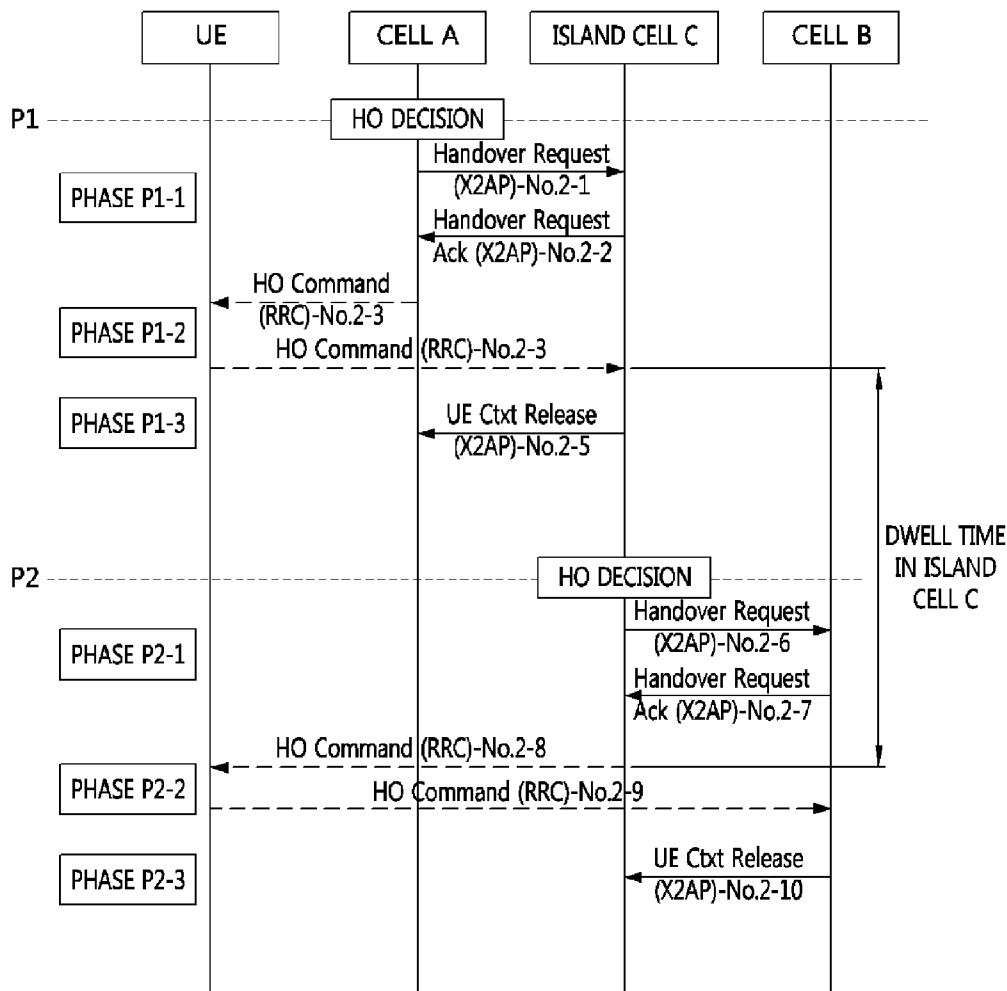 UE
CELL A
ISLAND CELL C
CELL B
P1
HO DECISION
Handover Request
(X2AP)-No.2-1
PHASE P1-1
Handover Request
Ack (X2AP)-No.2-2
HO Command
(RRC)-No.2-3
PHASE P1-2
HO Command (RRC)-No.2-3
PHASE P1-3
UE Ctxt Release
(X2AP)-No.2-5
DWELL TIME
IN ISLAND
CELL C
P2
HO DECISION
Handover Request
(X2AP)-No.2-6
PHASE P2-1
Handover Request
Ack (X2AP)-No.2-7
HO Command (RRC)-No.2-8
PHASE P2-2
HO Command (RRC)-No.2-9
UE Ctxt Release
PHASE P2-3
(X2AP)-No.2-10